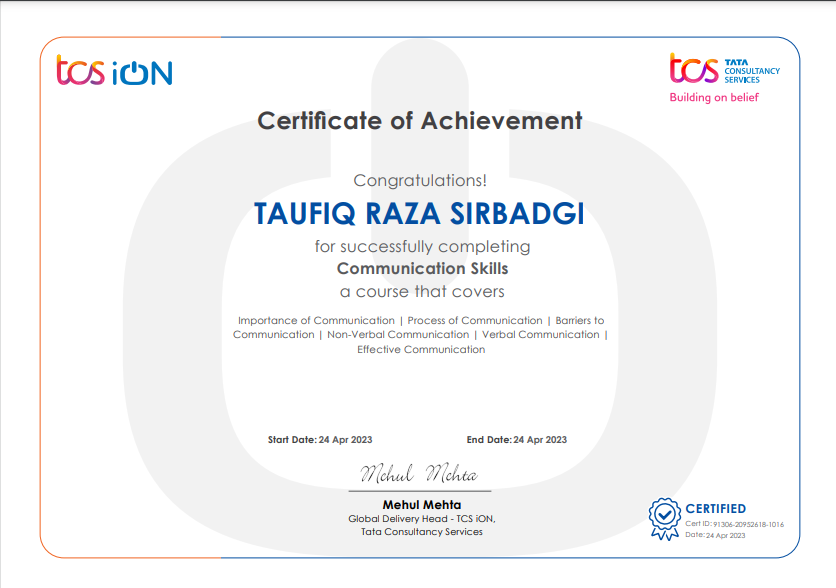 tcs iON
tcs TATA
CONSULTANCY
SERVICES
Building on belief
Certificate of Achievement
Congratulations!
TAUFIQ RAZA SIRBADGI
for successfully completing
Communication Skills
a course that covers
Importance of Communication | Process of Communication | Barriers to
Communication | Non-Verbal Communication | Verbal Communication |
Effective Communication
Start Date: 24 Apr 2023 End Date: 24 Apr 2023
Mehul Mehta
Mehul Mehta
Global Delivery Head - TCS iON,
Tata Consultancy Services
CERTIFIED
Cert ID: 91306-20952618-1016
Date: 24 Apr 2023